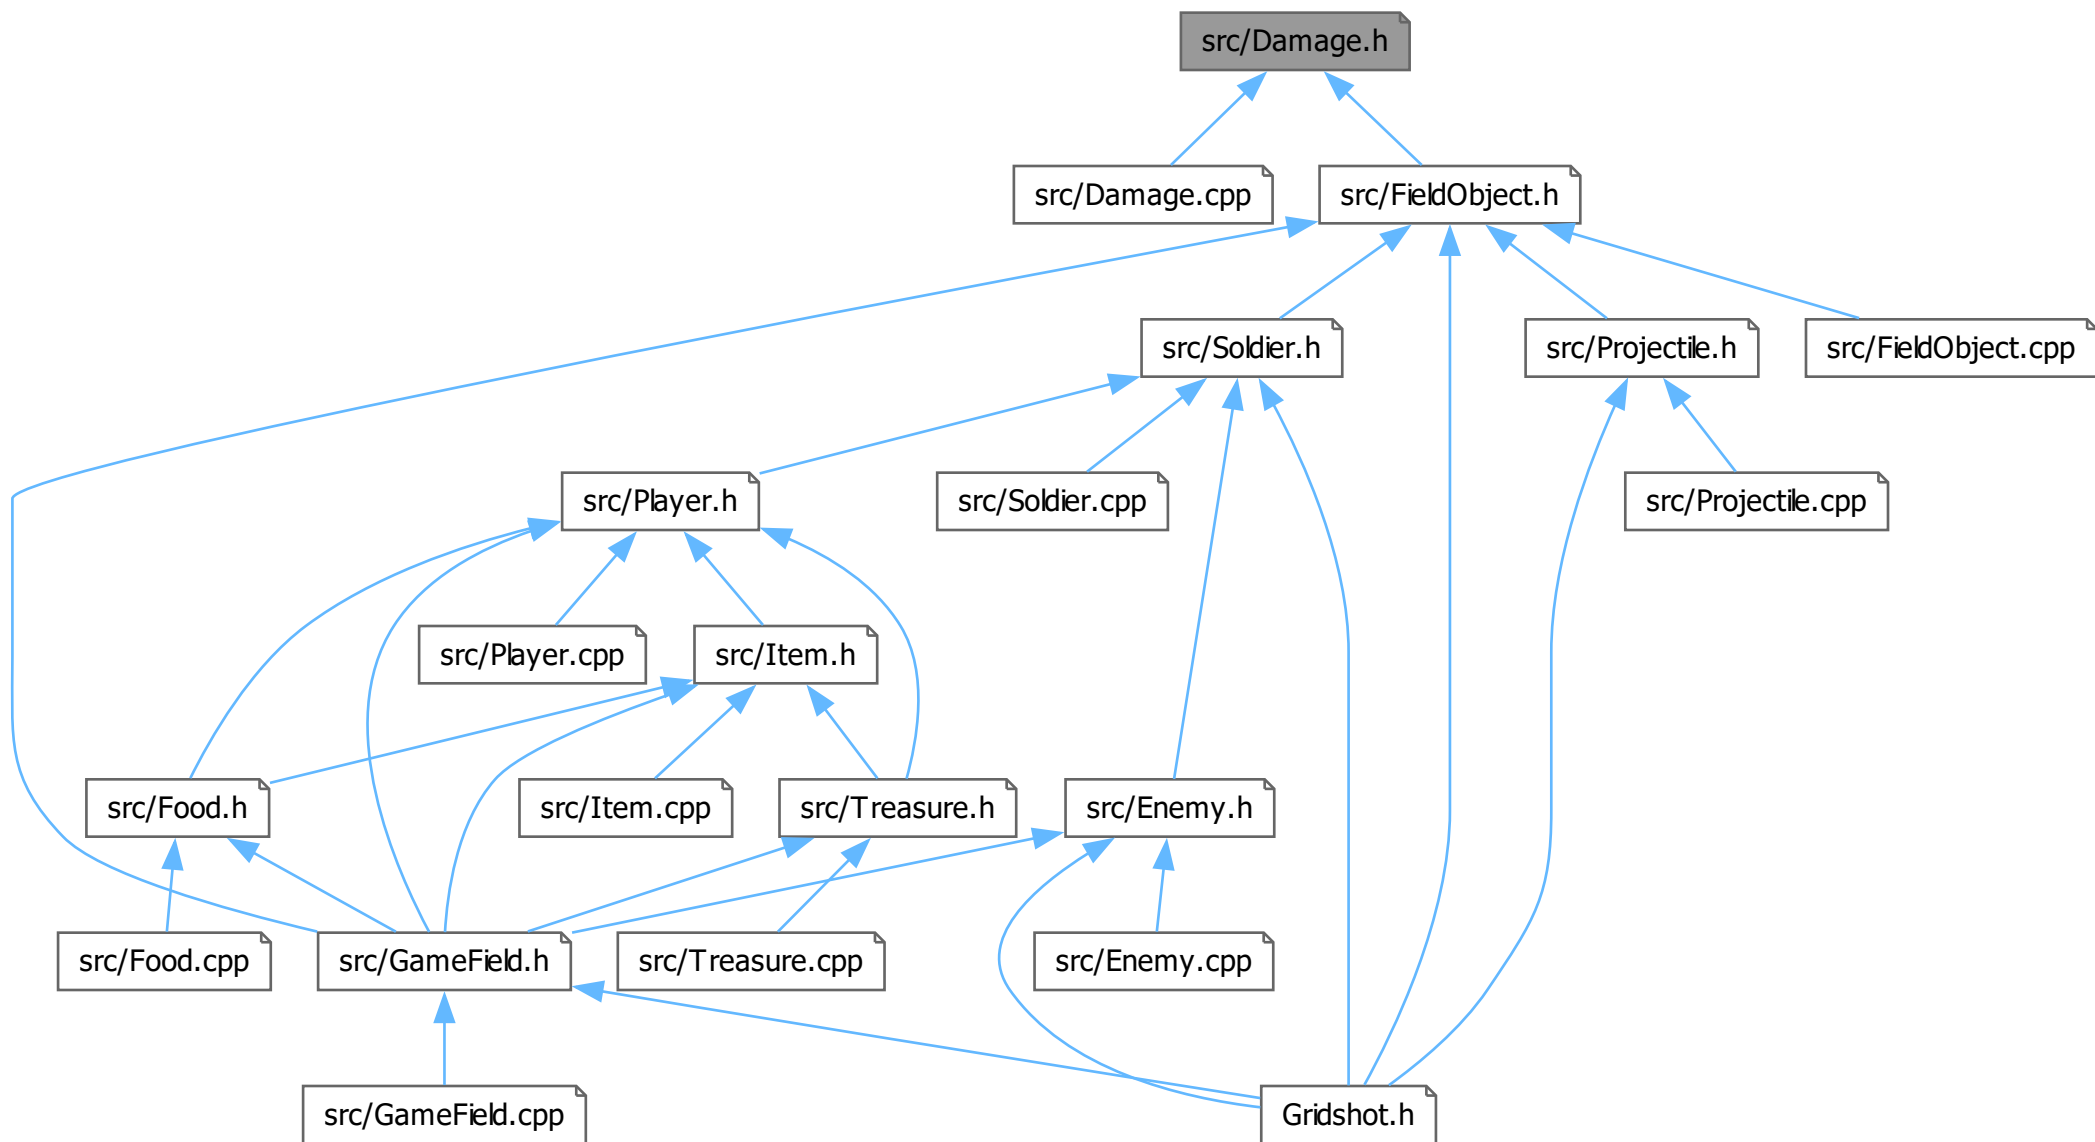 src/Damage.h
src/Damage.cpp
src/FieldObject.h
src/Soldier.h
src/Projectile.h
src/FieldObject.cpp
src/Player.h
src/Soldier.cpp
src/Projectile.cpp
src/Player.cpp
src/Item.h
src/Food.h
src/Item.cpp
src/Treasure.h
src/Enemy.h
src/Food.cpp
src/GameField.h
src/Treasure.cpp
src/Enemy.cpp
src/GameField.cpp
Gridshot.h